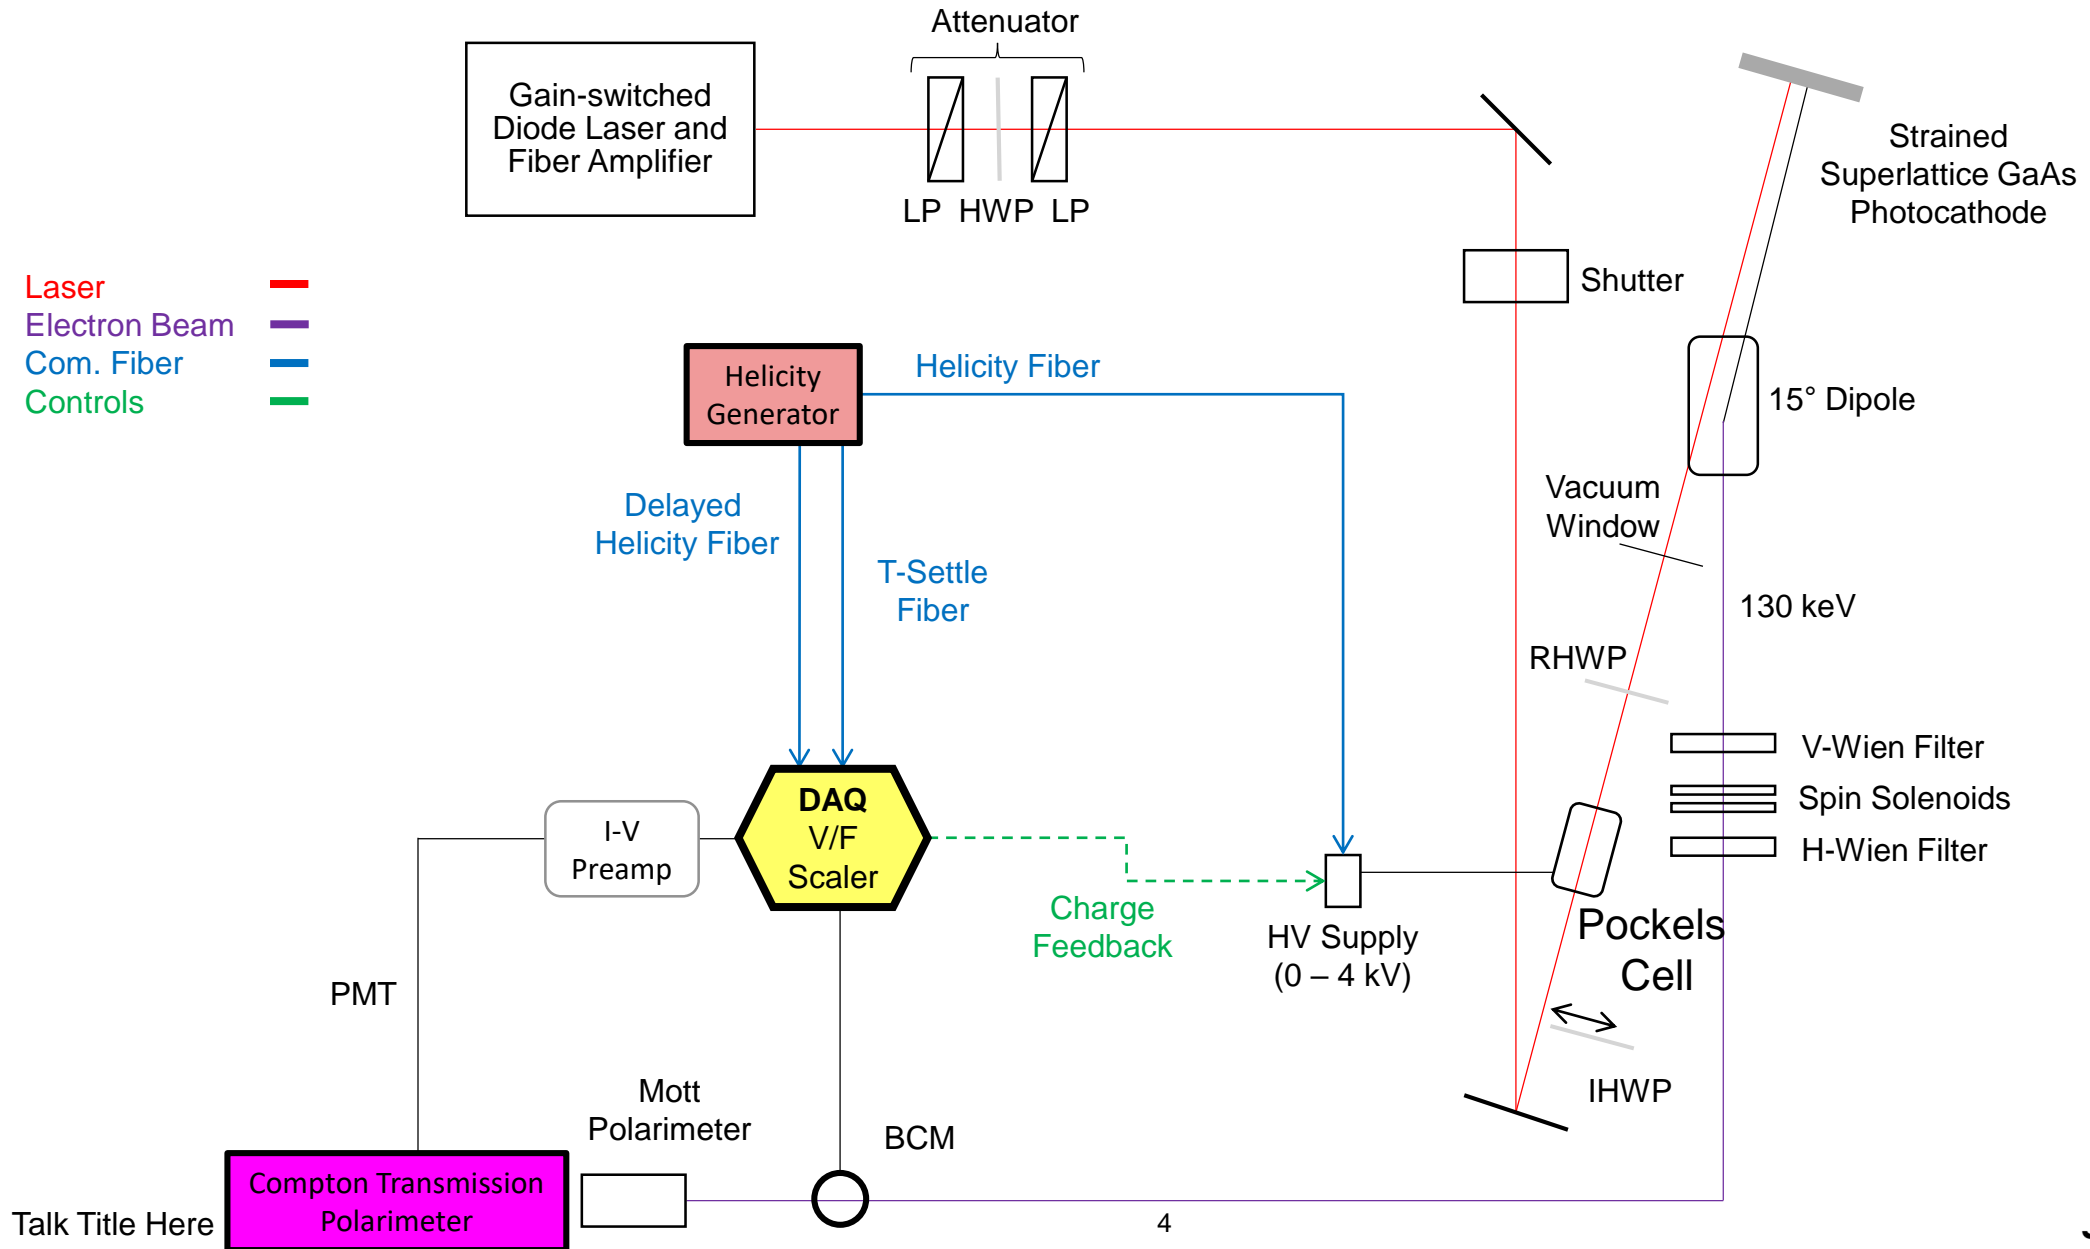 Attenuator
Gain-switched
Diode Laser and
Fiber Amplifier
LP HWP LP
Strained
Superlattice GaAs
Photocathode
Shutter
Laser
Electron Beam
Com. Fiber
Controls
Helicity
Generator
Helicity Fiber
15° Dipole
Delayed
Helicity Fiber
T-Settle
Fiber
Vacuum
Window
130 keV
RHWP
V-Wien Filter
Spin Solenoids
H-Wien Filter
I-V
Preamp
DAQ
V/F
Scaler
Charge
Feedback
HV Supply
(0 – 4 kV)
Pockels
Cell
PMT
IHWP
Mott
Polarimeter
BCM
Compton Transmission
Polarimeter
Talk Title Here
4